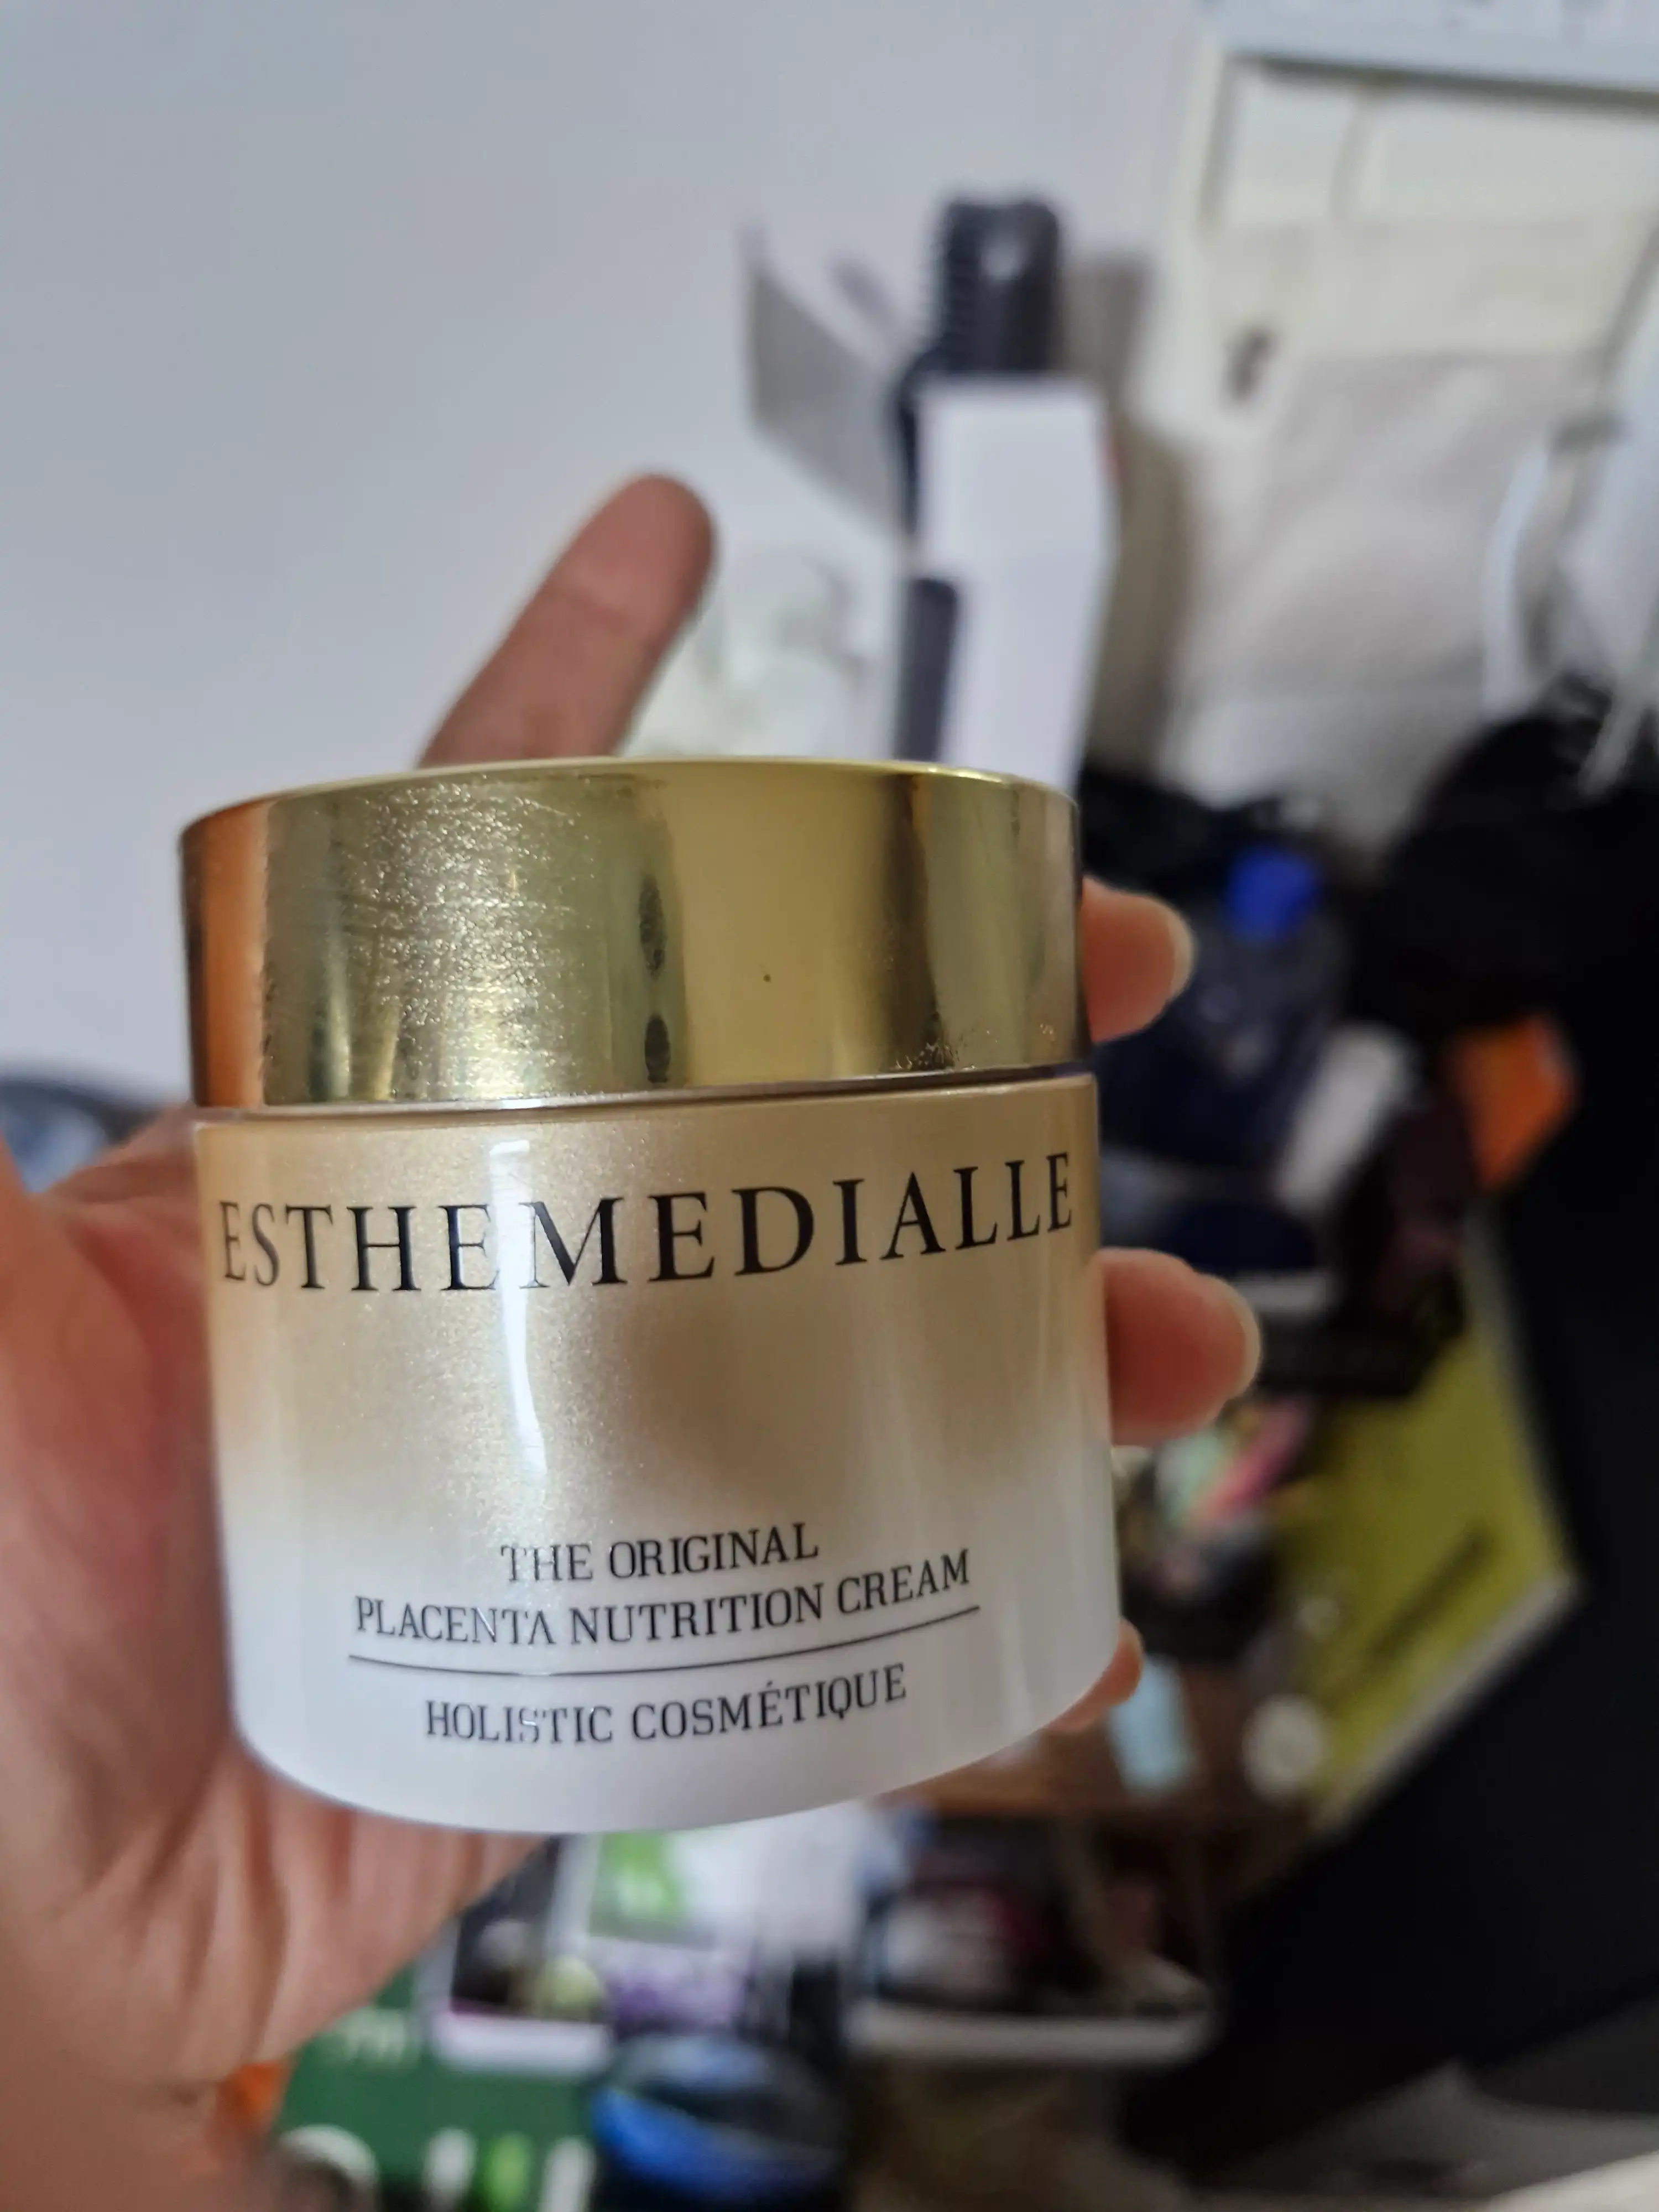 ESTHEMEDIALLE
THE ORIGINAL
PLACENTA NUTRITION CREAM
HOLISTIC COSMÉTIQUE